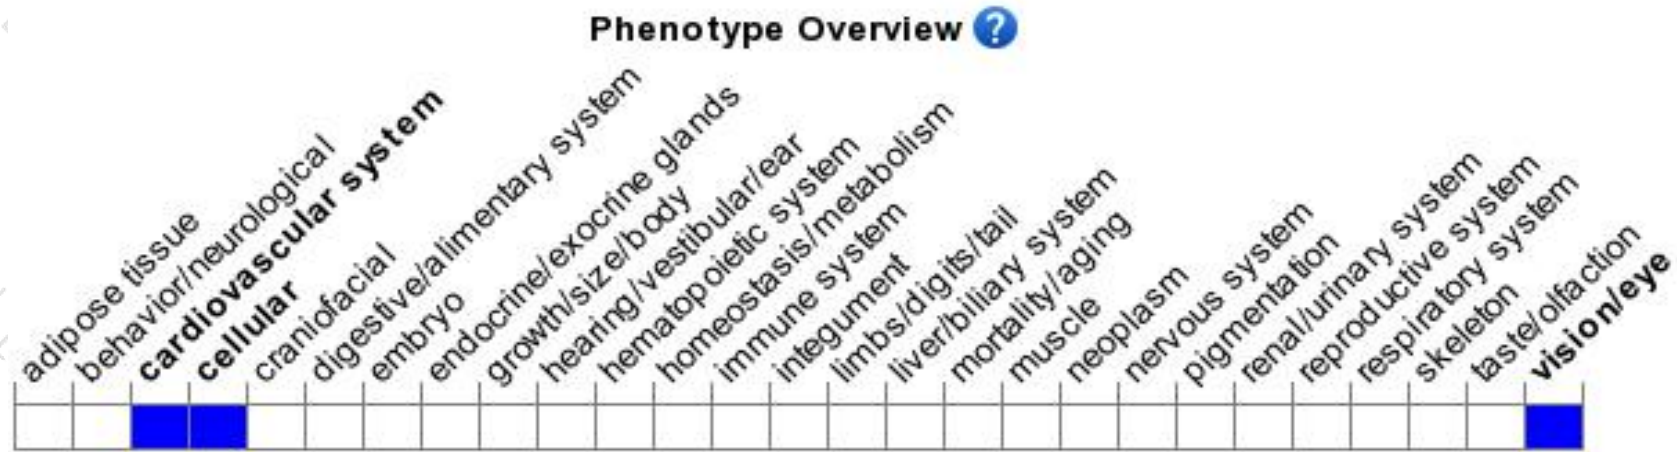 Phenotype Overview ?
adipose tissue
behavior/neurological
cardiovascular system
cellular
craniofacial
digestive/alimentary system
embryo
endocrine/exocrine glands
growth/size/body
hearing/vestibular/ear
hematopoietic system
homeostasis/metabolism
immune system
integument
limbs/digits/tail
liver/biliary system
mortality/aging
muscle
neoplasm
nervous system
pigmentation
renal/urinary system
reproductive system
respiratory system
skeleton
taste/olfaction
vision/eye